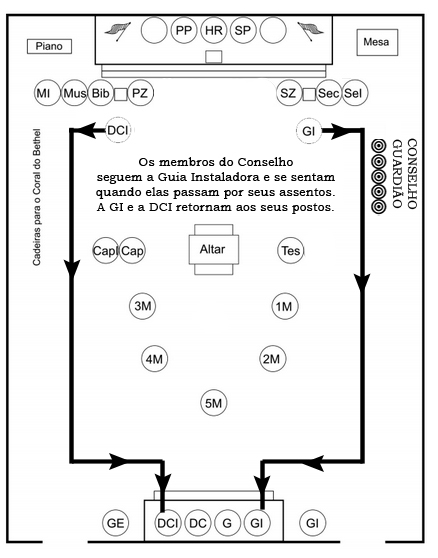 PP HR SP
Piano
Mesa
MI Mus Bib PZ
SZ Sec Sel
DCI
GI
Cadeiras para o Coral do Bethel
CONSELHO
GUARDIÃO
Os membros do Conselho
seguem a Guia Instaladora e se sentam
quando elas passam por seus assentos.
A GI e a DCI retornam aos seus postos.
Capl Cap
Altar
Tes
3M
1M
4M
2M
5M
GE
DCI DC G GI
GI